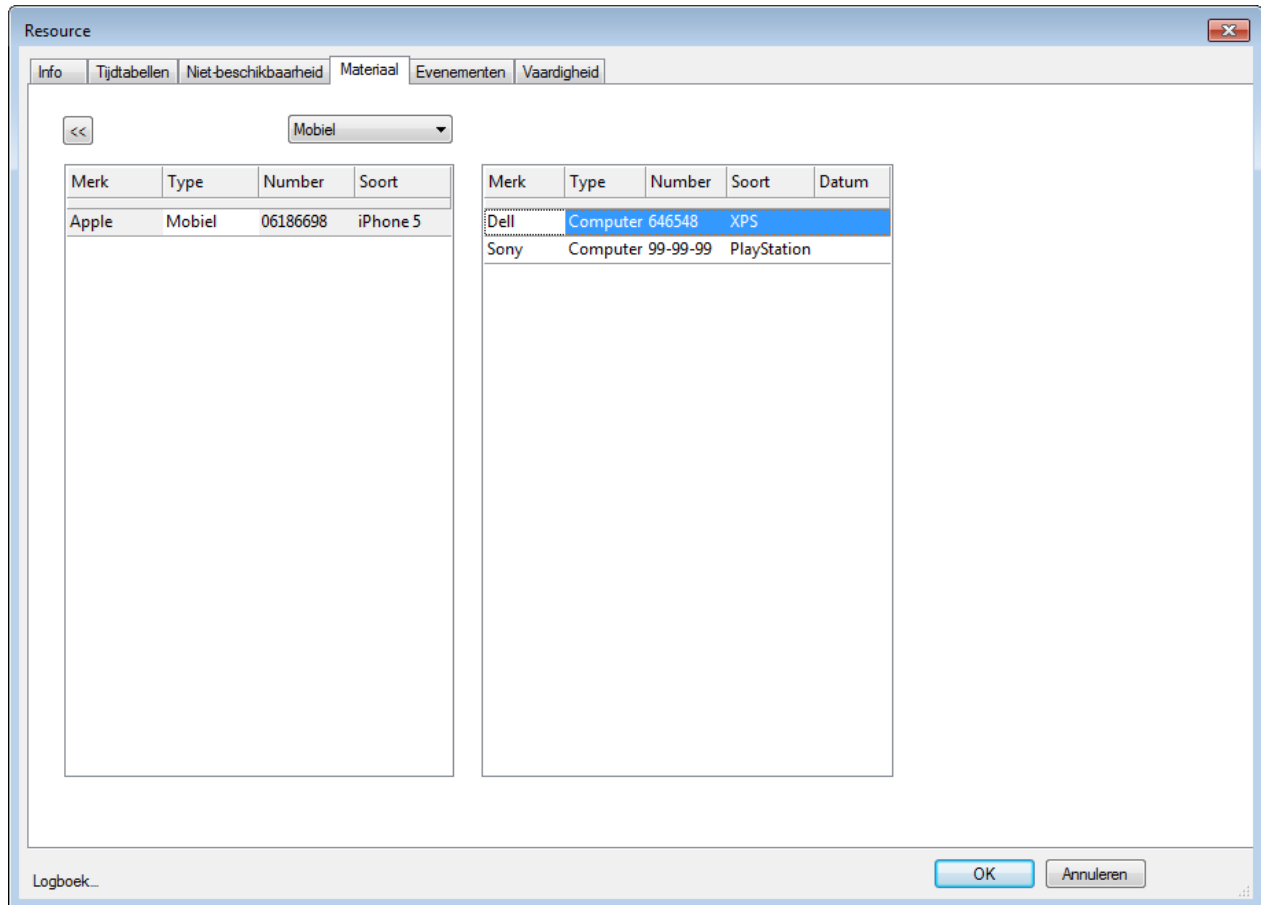 Resource
Info Tijdtabellen Niet-beschikbaarheid Materiaal Evenementen Vaardigheid
<< Mobiel
Merk Type Number Soort
Apple Mobiel 06186698 iPhone 5
Merk Type Number Soort Datum
Dell Computer 646548 XPS
Sony Computer 99-99-99 PlayStation
Logboek... OK Annuleren